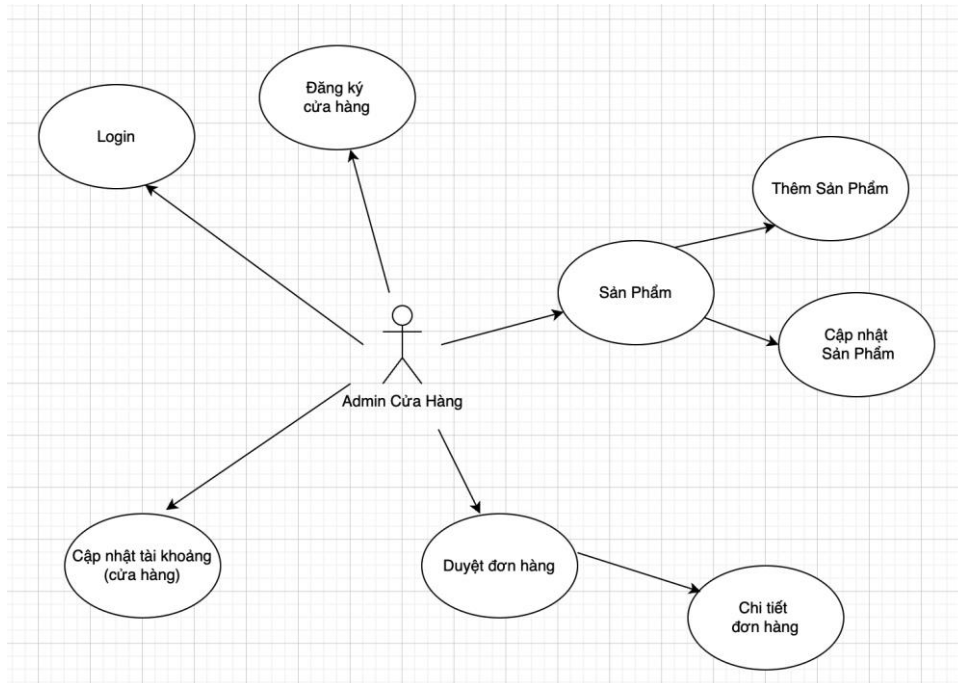 Đăng ký
cửa hàng
Login
Thêm Sản Phẩm
Sản Phẩm
Cập nhật
Sản Phẩm
Admin Cửa Hàng
Cập nhật tài khoảng
(cửa hàng)
Duyệt đơn hàng
Chi tiết
đơn hàng